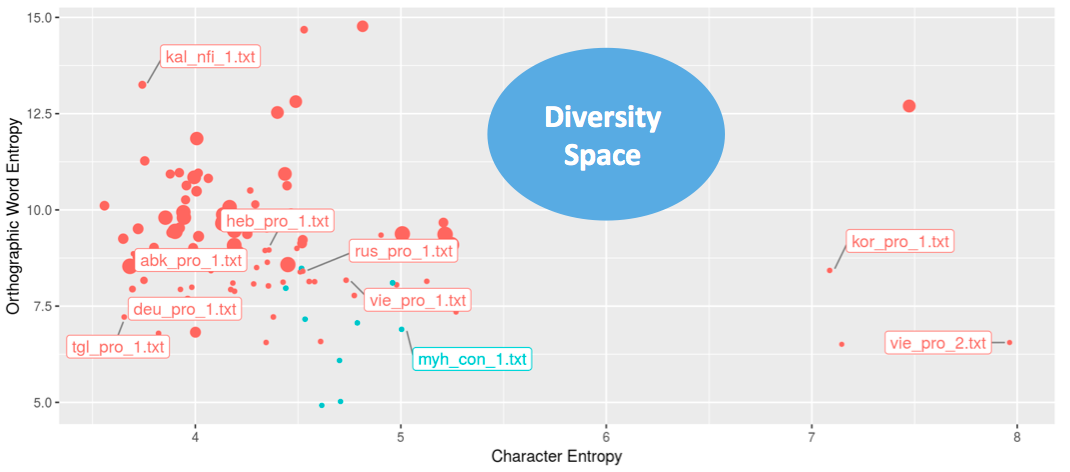 15.0
kal_nfi_1.txt
12.5
Diversity
Space
Orthographic Word Entropy
10.0
heb_pro_1.txt
kor_pro_1.txt
rus_pro_1.txt
abk_pro_1.txt
vie_pro_1.txt
7.5
deu_pro_1.txt
tgl_pro_1.txt
vie_pro_2.txt
myh_con_1.txt
5.0
4
5
6
7
8
Character Entropy